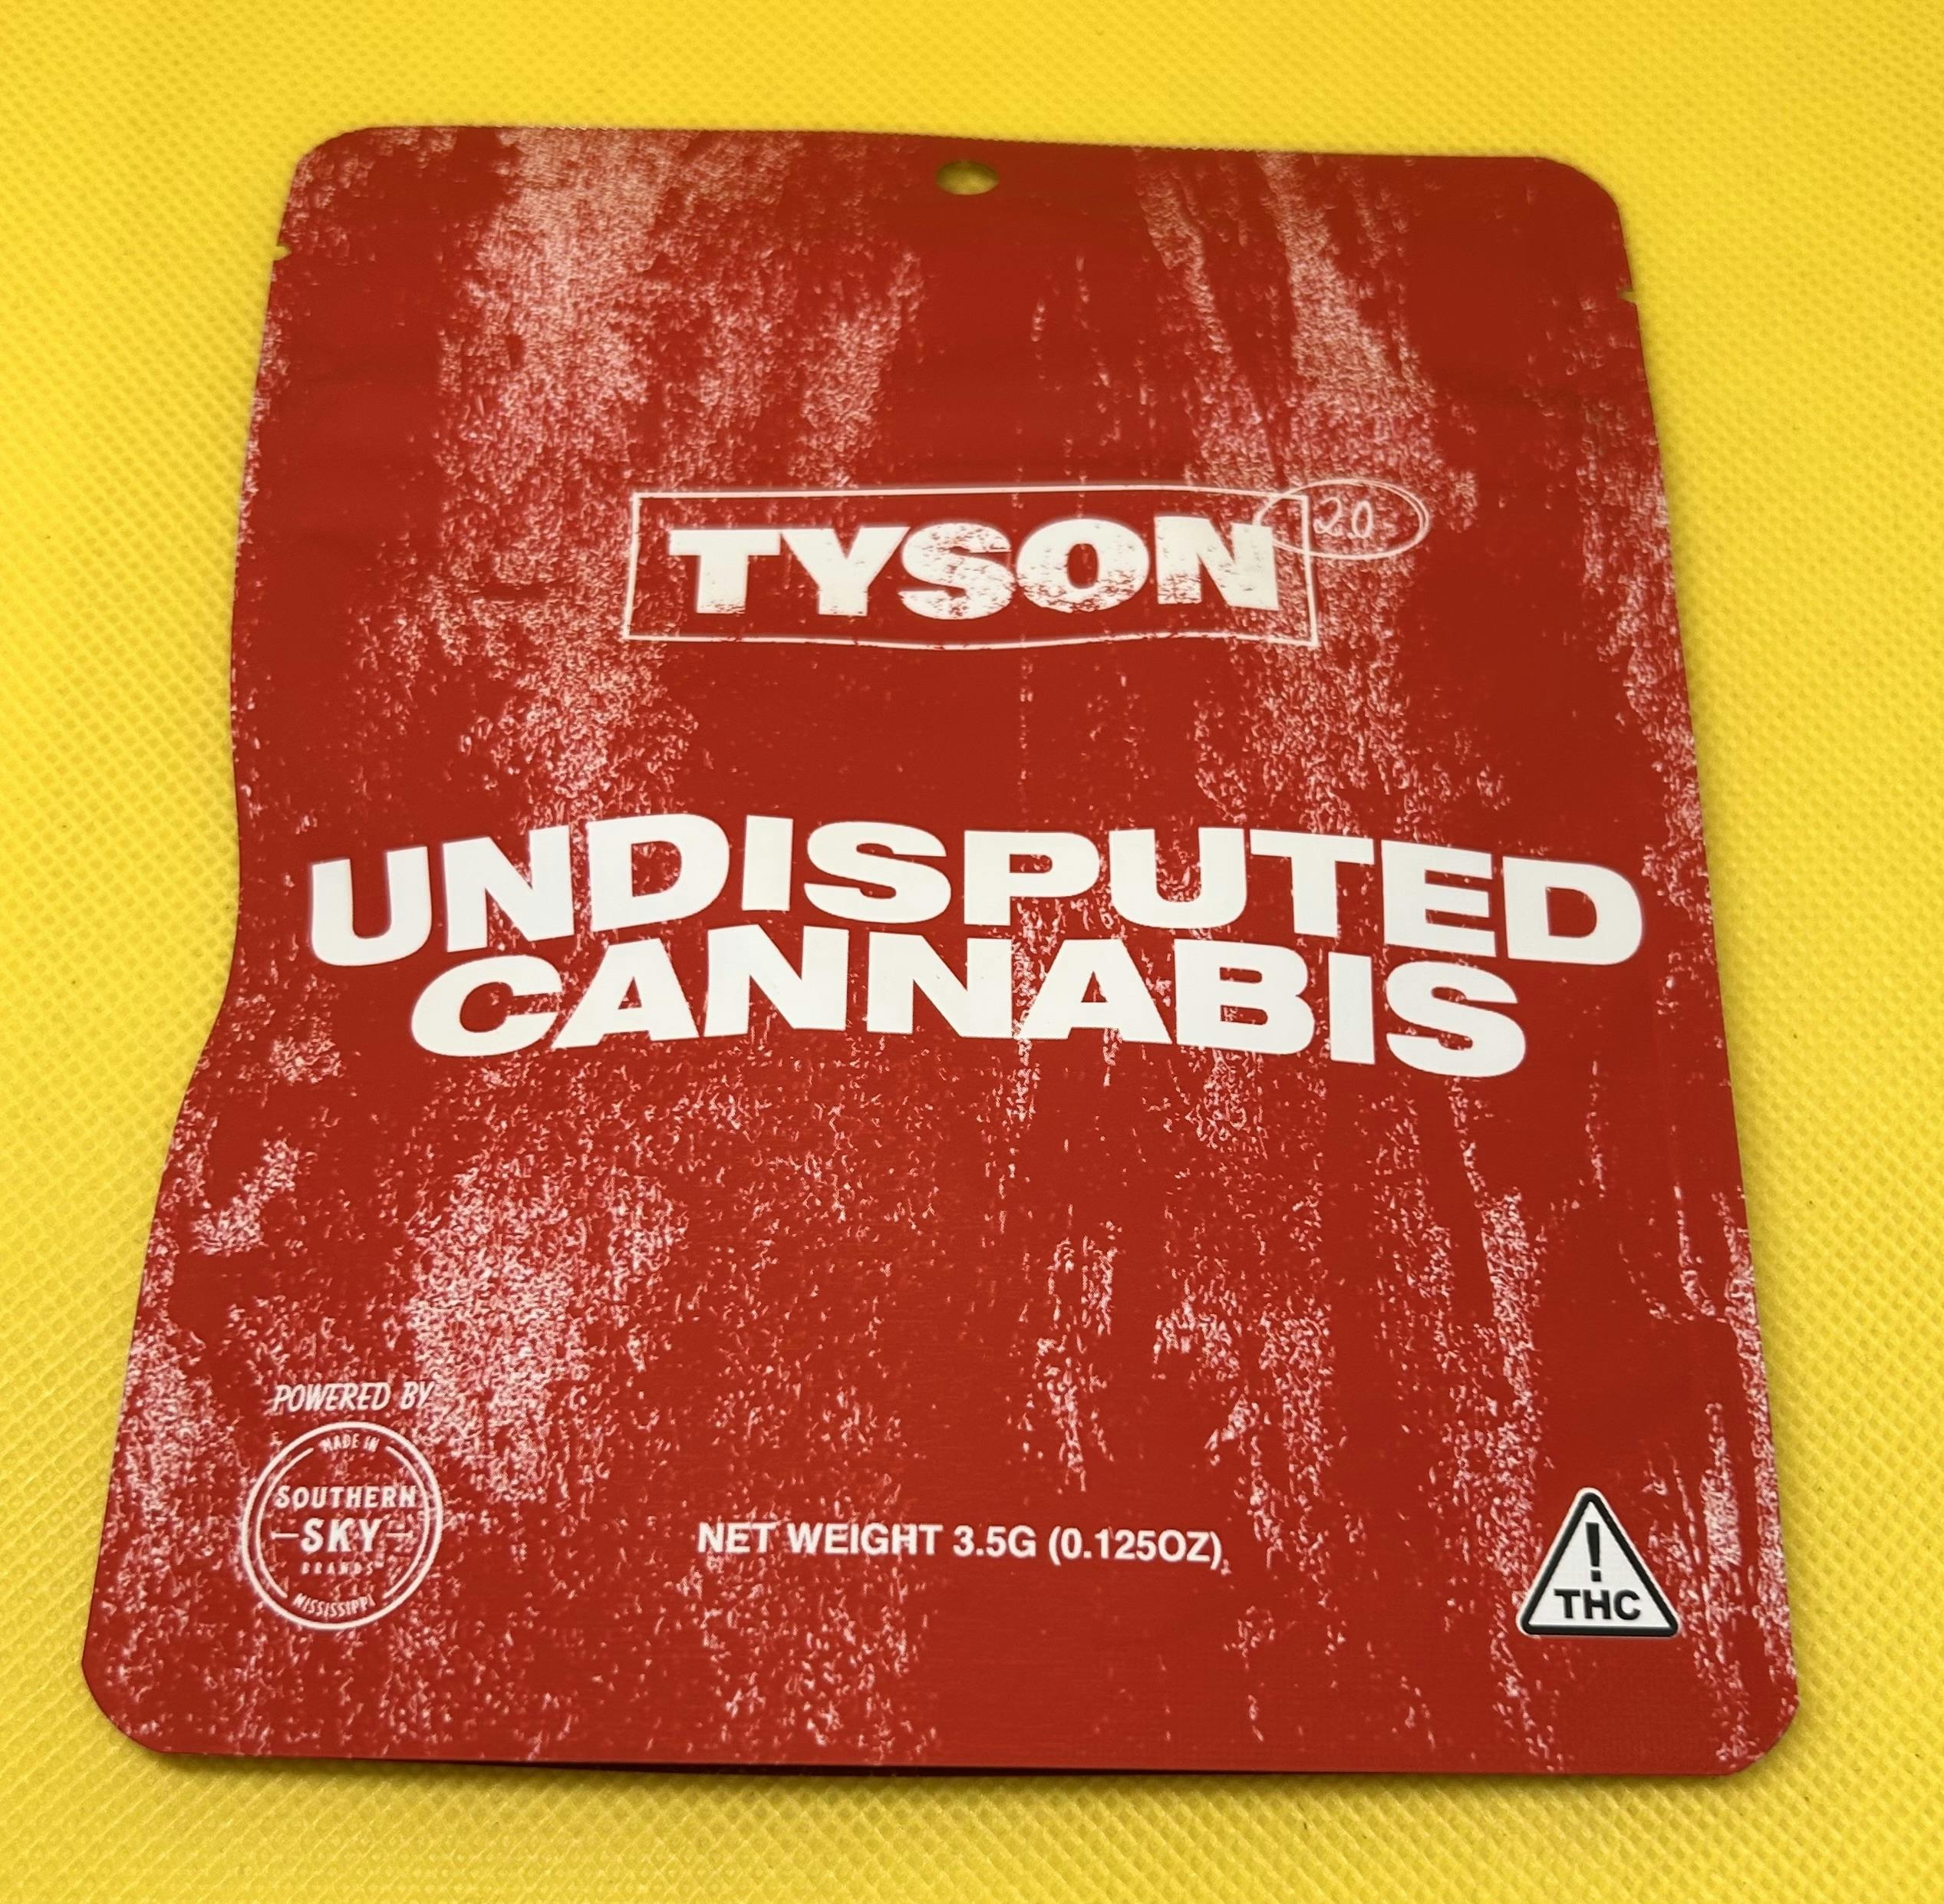 TYSON 2.0
UNDISPUTED
CANNABIS
POWERED BY
MADE IN
SOUTHERN
SKY
BRANDS
MISSISSIPPI
NET WEIGHT 3.5G (0.125OZ)
!
THC